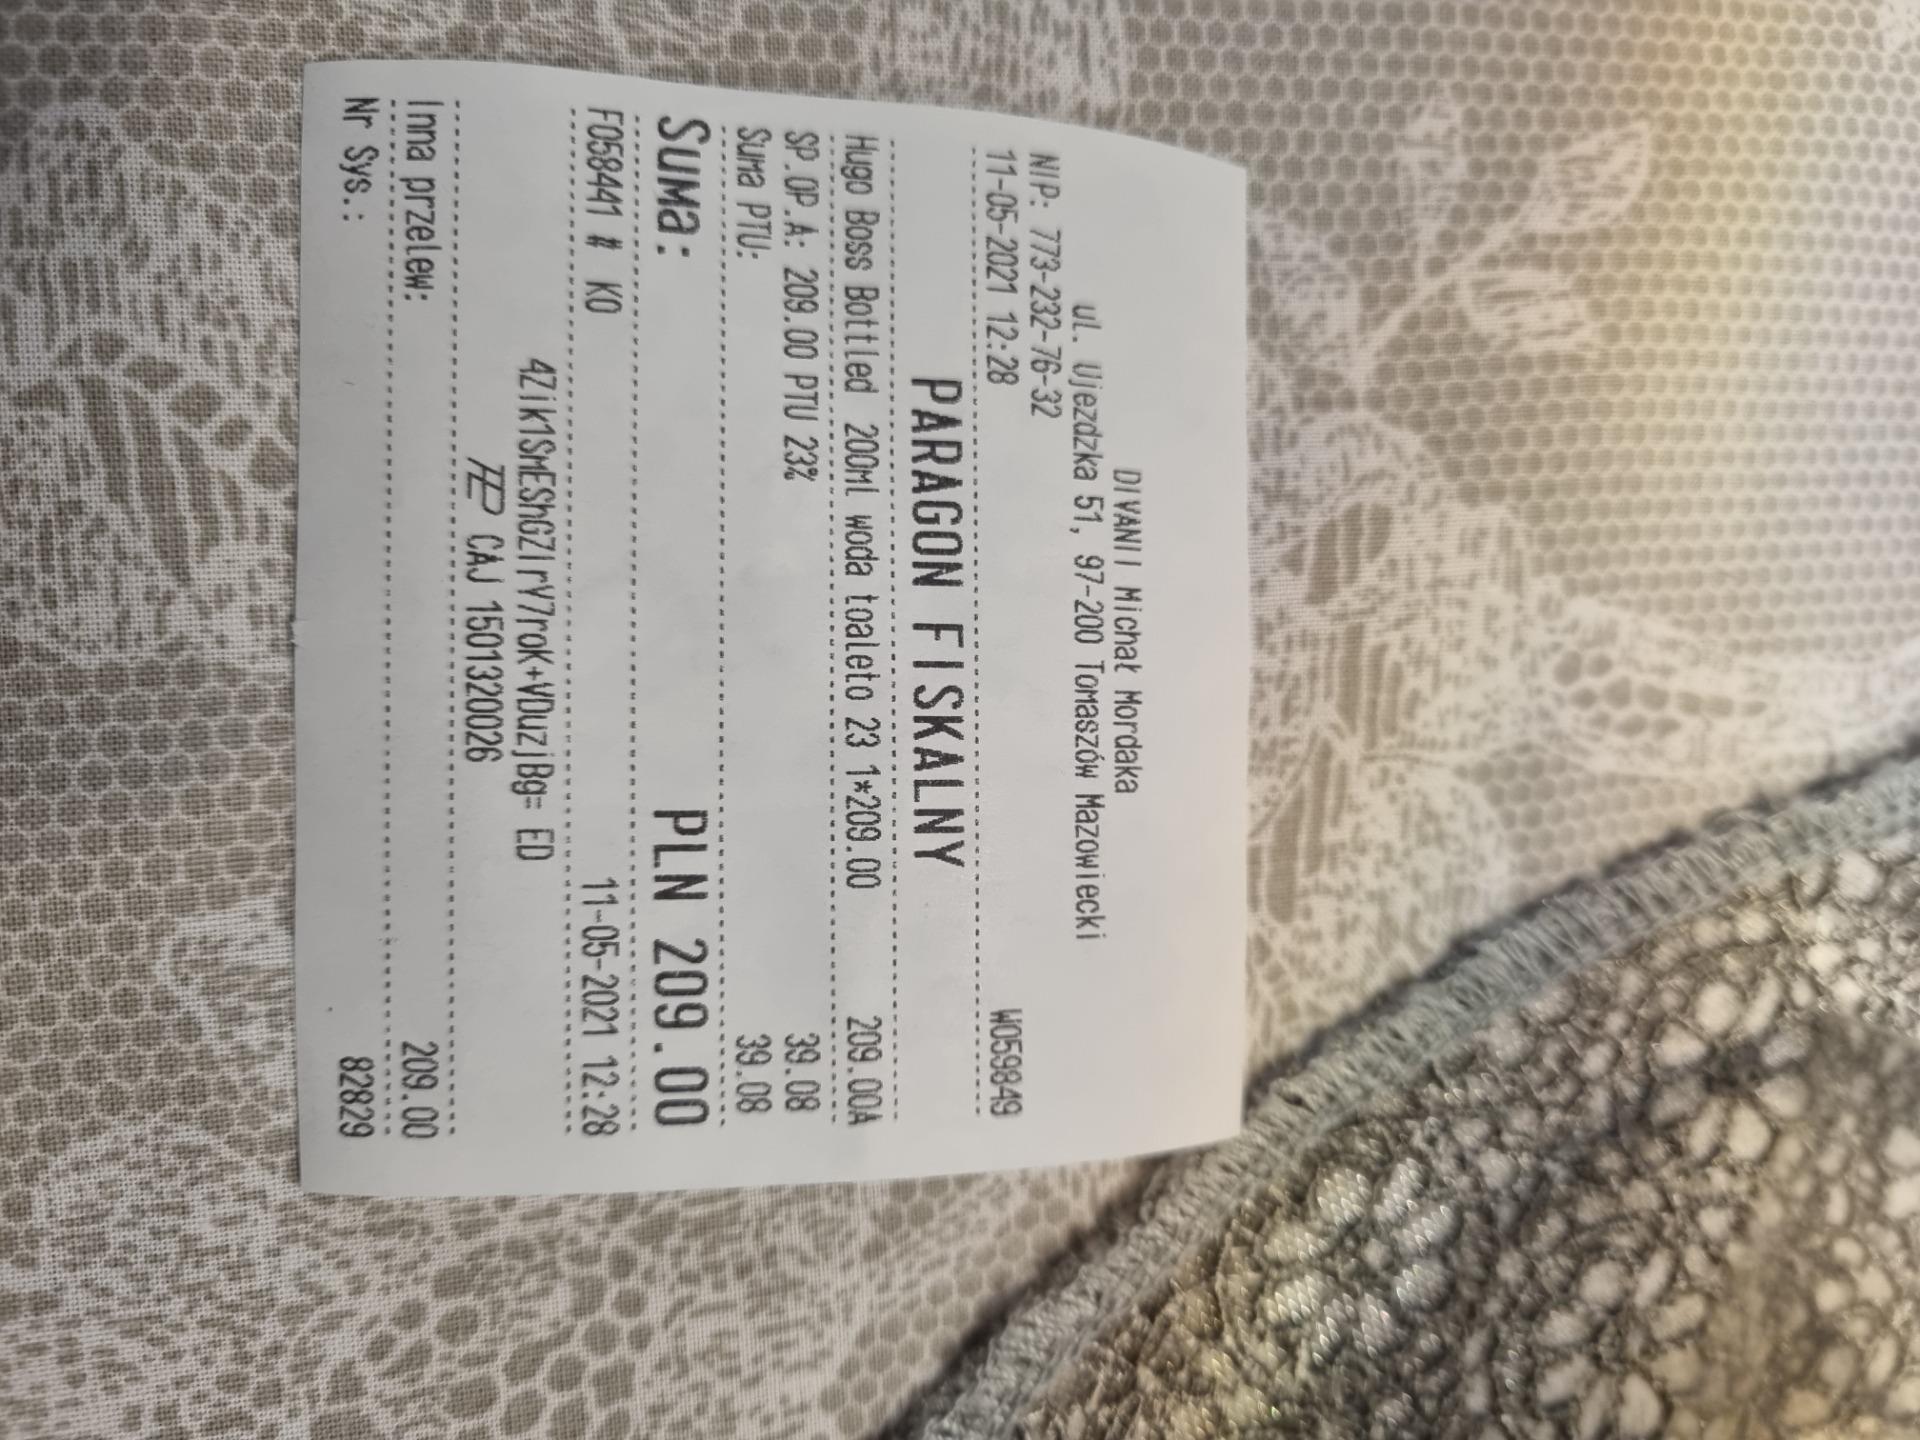 DIVANII Michał Mordaka
ul. Ujezdzka 51, 97-200 Tomaszów Mazowiecki
NIP: 773-232-76-32
11-05-2021 12:28 W059849
PARAGON FISKALNY
Hugo Boss Bottled 200ml woda toaleto 23 1*209.00 209.00A
SP.OP.A: 209.00 PTU 23% 39.08
Suma PTU: 39.08
Suma: PLN 209.00
F058441 # KO 11-05-2021 12:28
4Zik1SmEShGZIrV7roK+VDuzjBg= ED
CAJ 1501320026
Inna przelew: 209.00
Nr Sys.: 82829